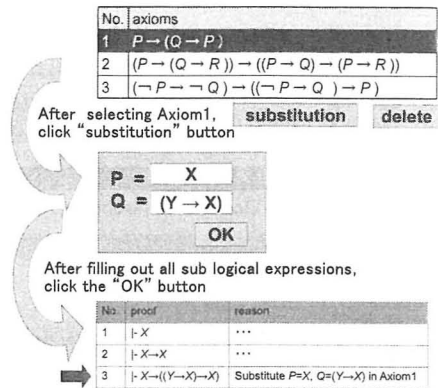 No. axioms
1 P→(Q→P)
2 (P→(Q→R))→((P→Q)→(P→R))
3 (¬P→¬Q)→((¬P→Q)→P)
After selecting Axiom1,
click “substitution” button
substitution delete
P = X
Q = (Y→X)
OK
After filling out all sub logical expressions,
click the “OK” button
No. proof reason
1 |- X ...
2 |- X→X ...
3 |- X→((Y→X)→X) Substitute P=X, Q=(Y→X) in Axiom1